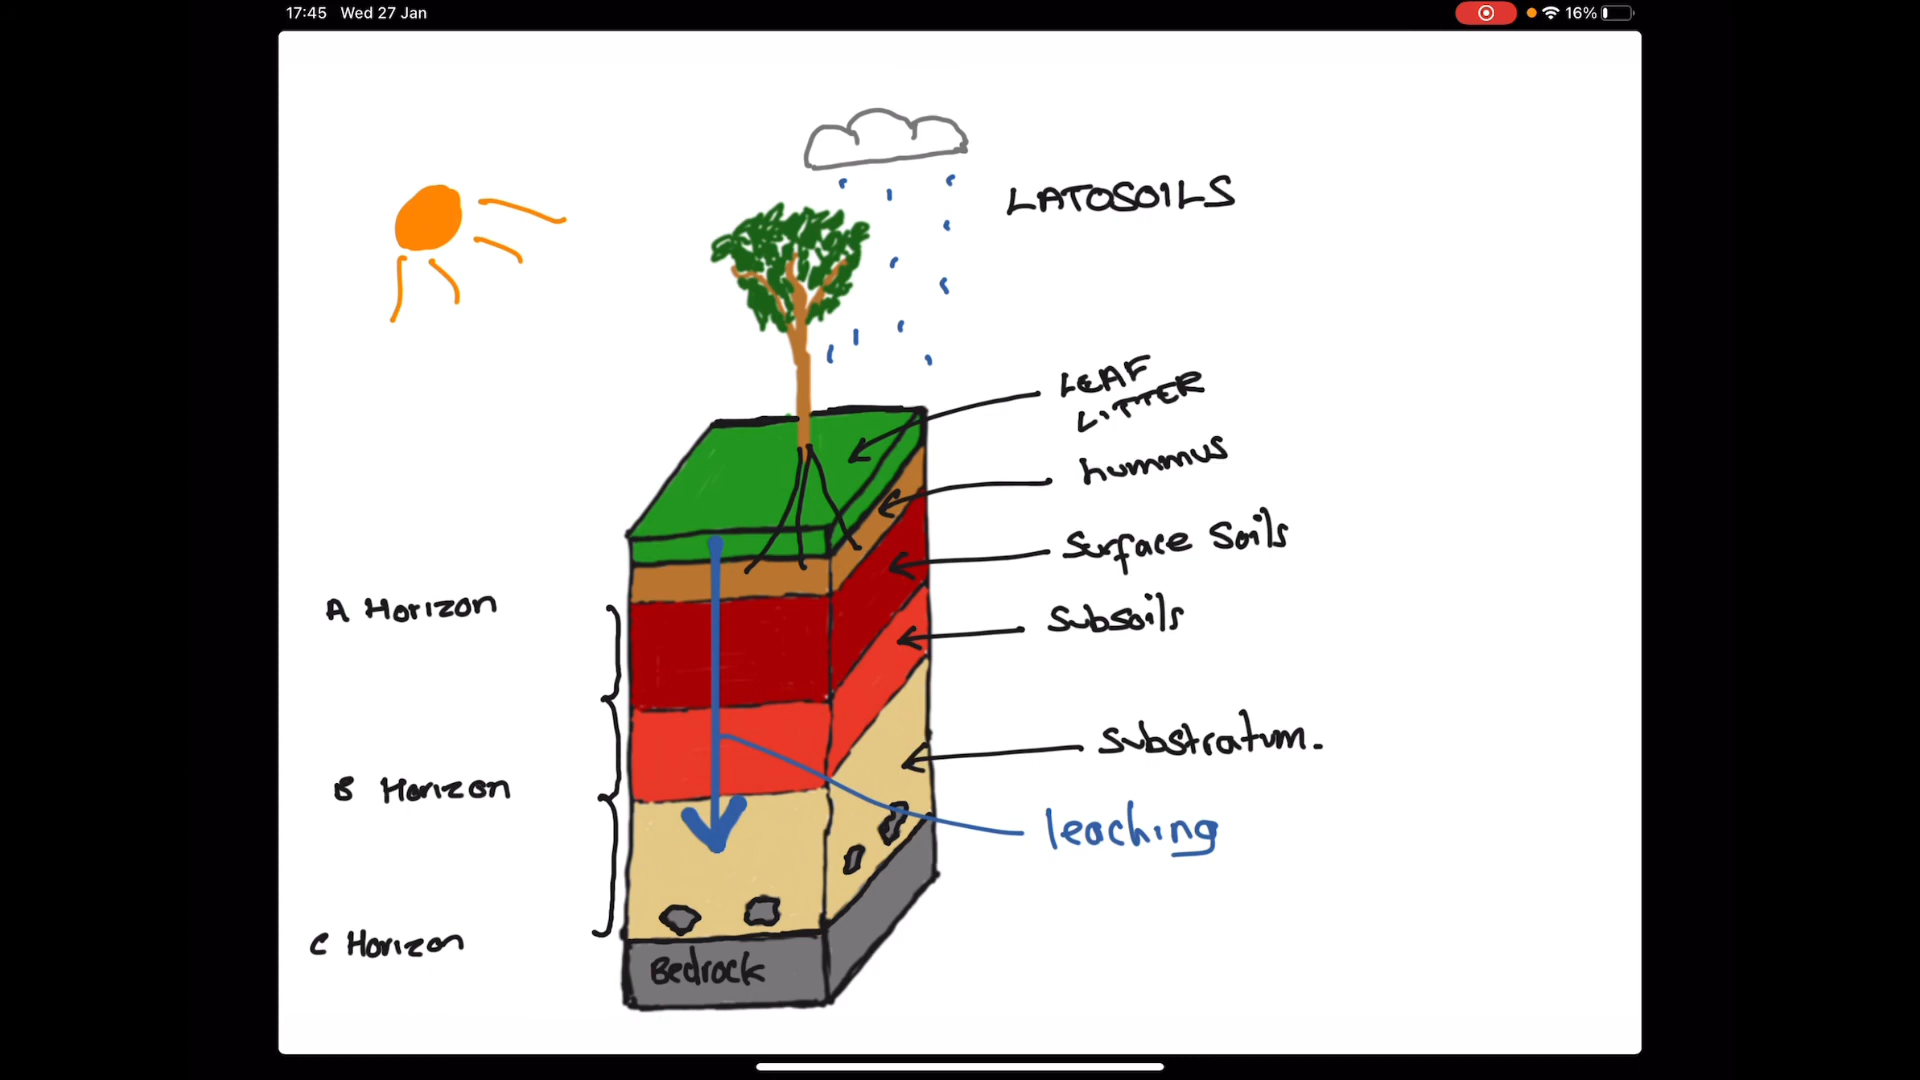 17:45 Wed 27 Jan
16%
LATOSOILS
LEAF
LITTER
hummus
Surface Soils
A Horizon
Subsoils
Substratum.
B Horizon
leaching
C Horizon
Bedrock